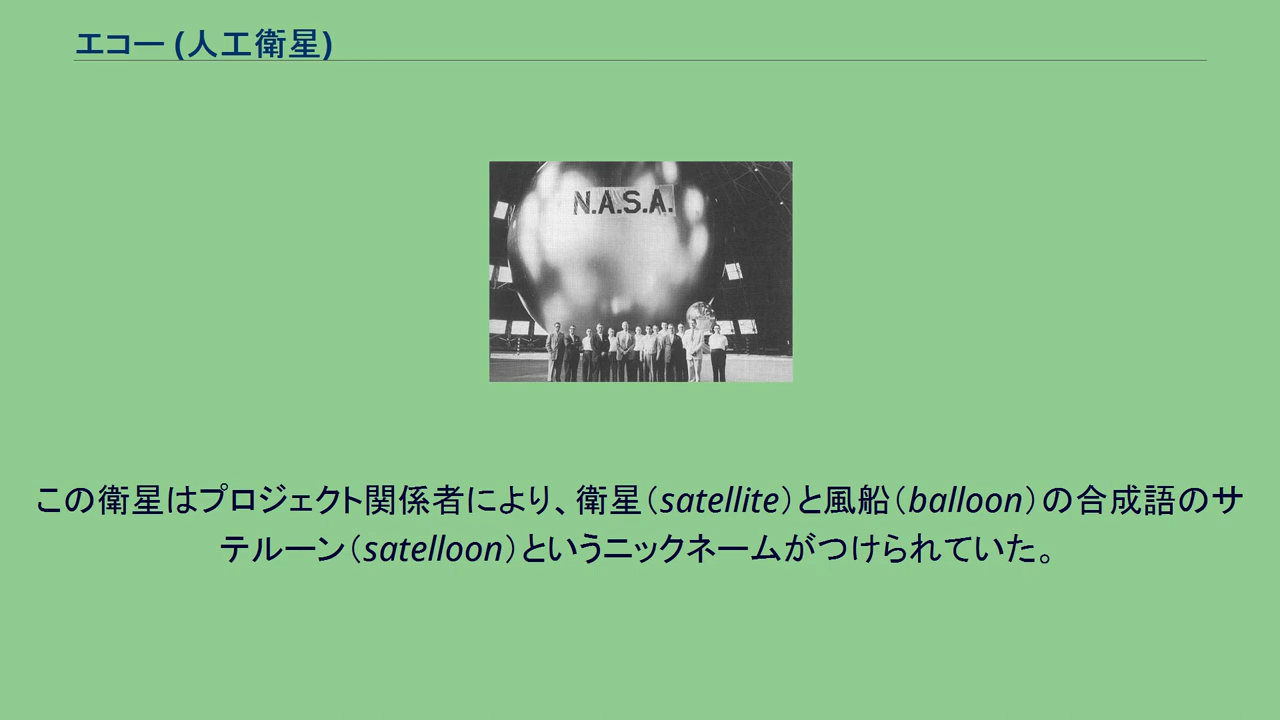 エコー (人工衛星)
N.A.S.A.
この衛星はプロジェクト関係者により、衛星（satellite）と風船（balloon）の合成語のサ
テルーン（satelloon）というニックネームがつけられていた。